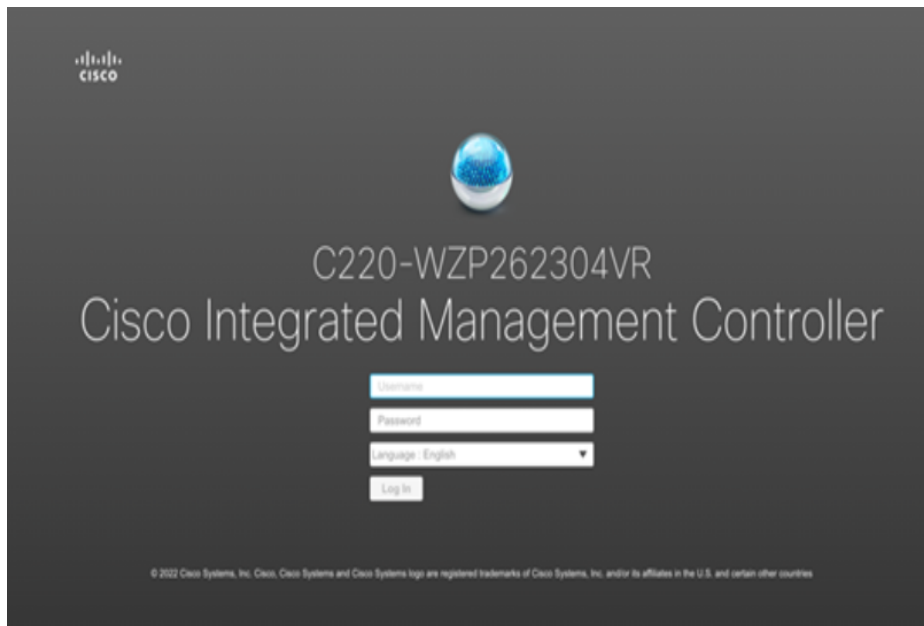 CISCO
C220-WZP262304VR
Cisco Integrated Management Controller
Username
Password
Language : English
Log In
© 2022 Cisco Systems, Inc. Cisco, Cisco Systems and Cisco Systems logo are registered trademarks of Cisco Systems, Inc. and/or its affiliates in the U.S. and certain other countries